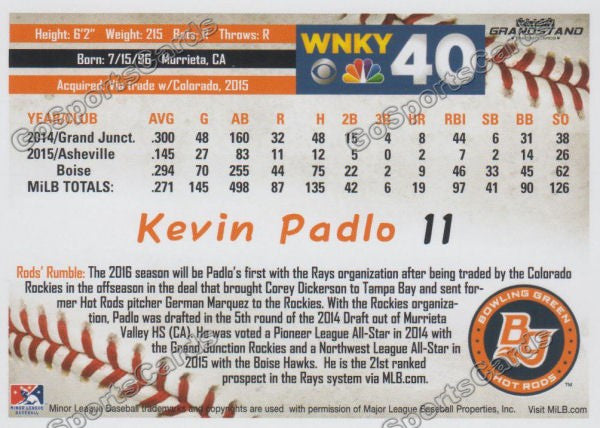 Height: 6'2" Weight: 215 Bats: R Throws: R
Born: 7/15/96 Murrieta, CA
Acquired: Via trade w/Colorado, 2015
WNKY 40
GRANDSTAND
YEAR/CLUB AVG G AB R H 2B 3B HR RBI SB BB SO
2014/Grand Junct. .300 48 160 32 48 15 4 8 44 6 31 38
2015/Asheville .145 27 83 11 12 5 0 2 7 2 14 26
Boise .294 70 255 44 75 22 2 9 46 33 45 62
MiLB TOTALS: .271 145 498 87 135 42 6 19 97 41 90 126
Kevin Padlo 11
Rods' Rumble: The 2016 season will be Padlo's first with the Rays organization after being traded by the Colorado
Rockies in the offseason in the deal that brought Corey Dickerson to Tampa Bay and sent for-
mer Hot Rods pitcher German Marquez to the Rockies. With the Rockies organiza-
tion, Padlo was drafted in the 5th round of the 2014 Draft out of Murrieta
Valley HS (CA). He was voted a Pioneer League All-Star in 2014 with
the Grand Junction Rockies and a Northwest League All-Star in
2015 with the Boise Hawks. He is the 21st ranked
prospect in the Rays system via MLB.com.
BOWLING GREEN
BG
HOT RODS
TM
MINOR LEAGUE
BASEBALL
Minor League Baseball trademarks and copyrights are used with permission of Major League Baseball Properties, Inc. Visit MiLB.com
GoSportsCards